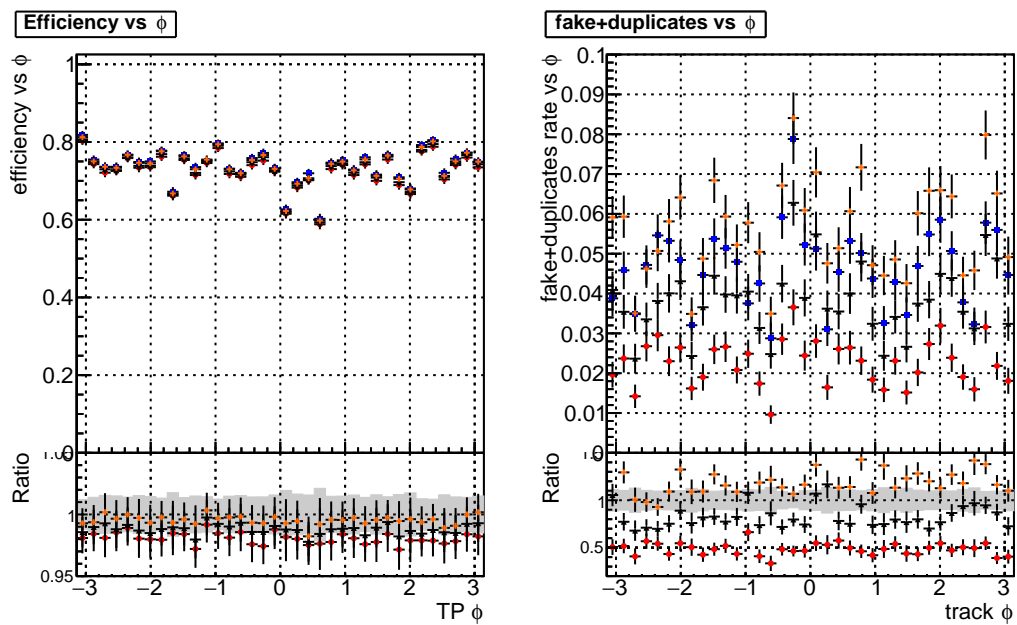 Efficiency vs ϕ
efficiency vs ϕ
1
0.8
0.6
0.4
0.2
0
Ratio
1
0.95
−3 −2 −1 0 1 2 3
TP ϕ
fake+duplicates vs ϕ
fake+duplicates rate vs ϕ
0.1
0.09
0.08
0.07
0.06
0.05
0.04
0.03
0.02
0.01
0
Ratio
1
0.5
−3 −2 −1 0 1 2 3
track ϕ